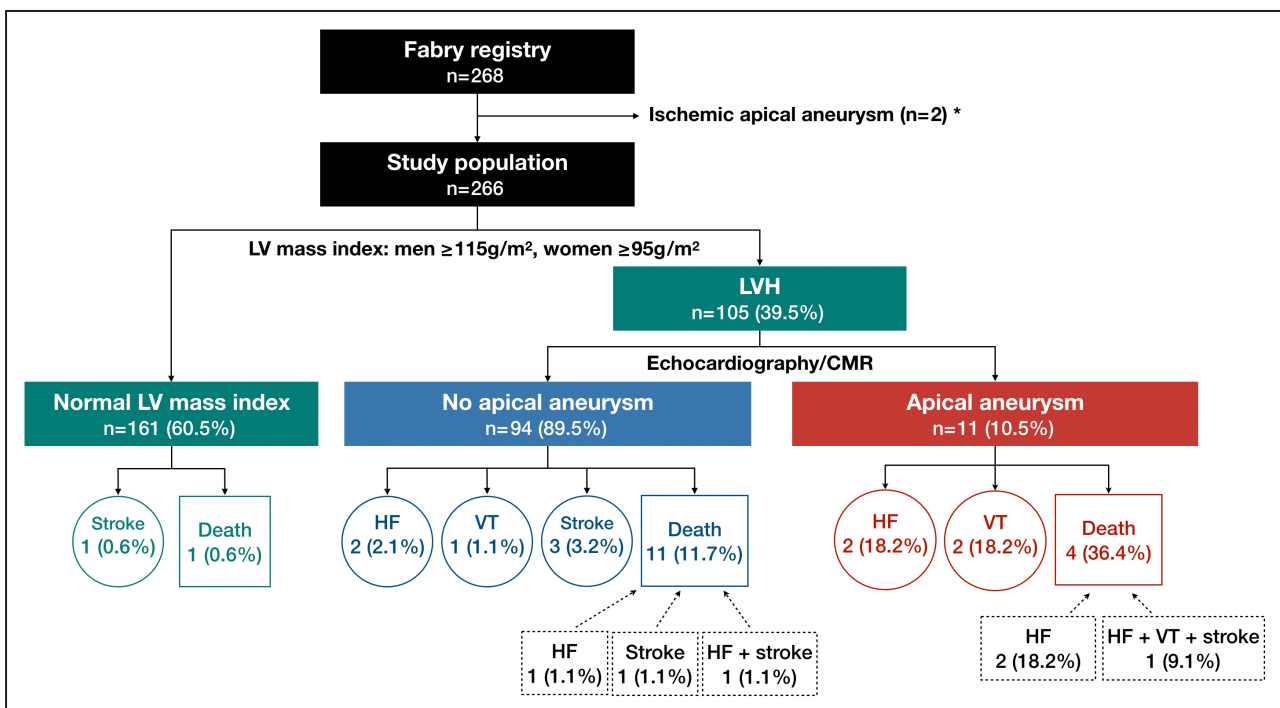 Fabry registry
n=268
Ischemic apical aneurysm (n=2) *
Study population
n=266
LV mass index: men ≥115g/m², women ≥95g/m²
LVH
n=105 (39.5%)
Echocardiography/CMR
Normal LV mass index
n=161 (60.5%)
No apical aneurysm
n=94 (89.5%)
Apical aneurysm
n=11 (10.5%)
Stroke
1 (0.6%)
Death
1 (0.6%)
HF
2 (2.1%)
VT
1 (1.1%)
Stroke
3 (3.2%)
Death
11 (11.7%)
HF
2 (18.2%)
VT
2 (18.2%)
Death
4 (36.4%)
HF
1 (1.1%)
Stroke
1 (1.1%)
HF + stroke
1 (1.1%)
HF
2 (18.2%)
HF + VT + stroke
1 (9.1%)